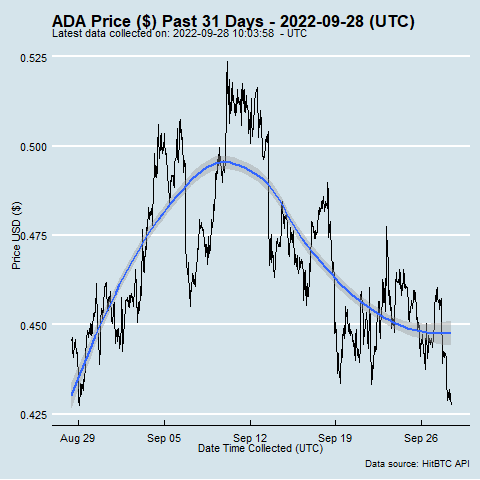 ADA Price ($) Past 31 Days - 2022-09-28 (UTC)
Latest data collected on: 2022-09-28 10:03:58 - UTC
0.525
0.500
0.475
0.450
0.425
Price USD ($)
Aug 29 Sep 05 Sep 12 Sep 19 Sep 26
Date Time Collected (UTC)
Data source: HitBTC API